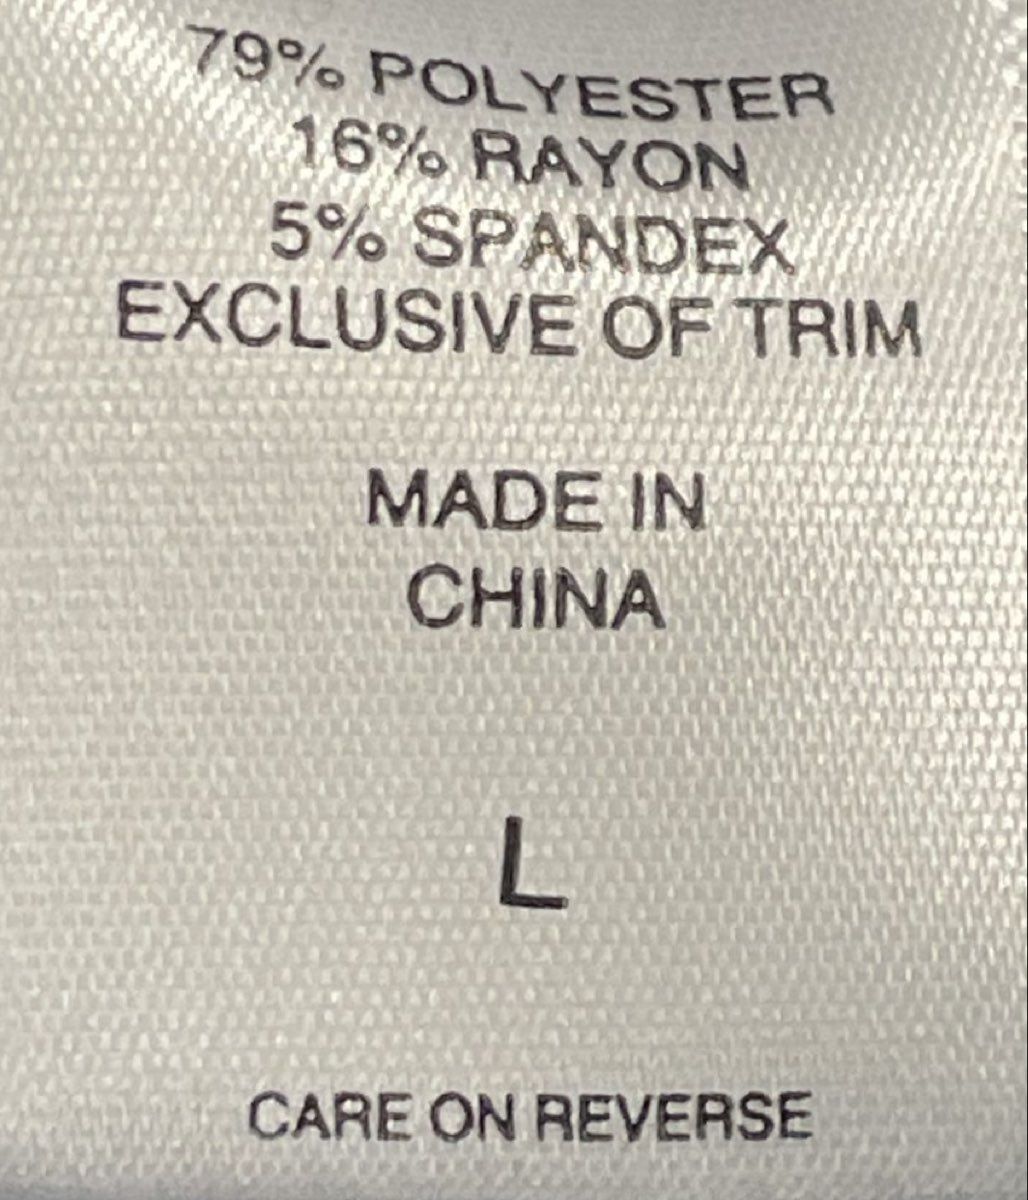 79% POLYESTER
16% RAYON
5% SPANDEX
EXCLUSIVE OF TRIM
MADE IN
CHINA
L
CARE ON REVERSE